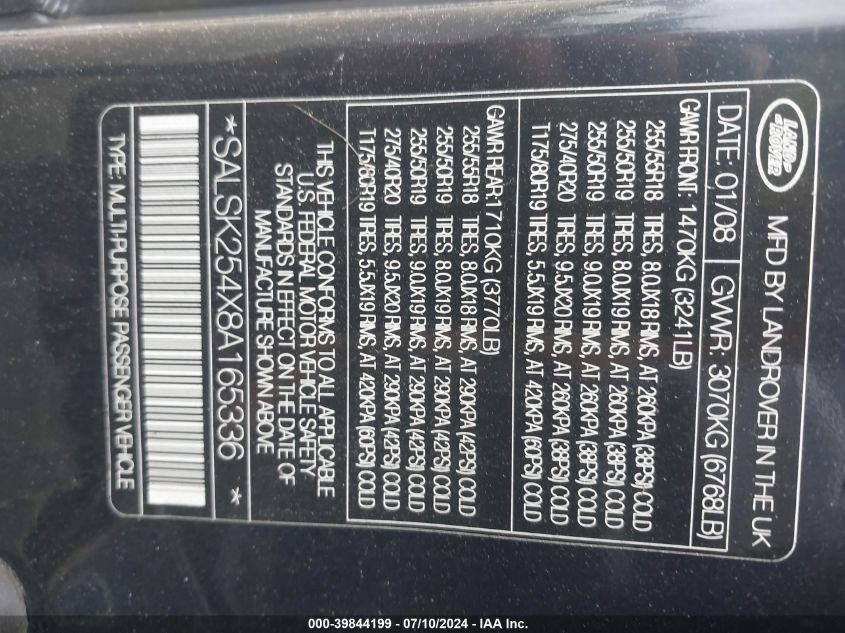 LAND
ROVER
MFD BY LANDROVER IN THE UK
DATE: 01/08 GVWR: 3070KG (6768LB)
GAWR FRONT: 1470KG (3241LB)
255/55R18 TIRES, 8.0JX18 RIMS, AT 260KPA (38PSI) COLD
255/50R19 TIRES, 8.0JX19 RIMS, AT 260KPA (38PSI) COLD
255/50R19 TIRES, 9.0JX19 RIMS, AT 260KPA (38PSI) COLD
275/40R20 TIRES, 9.5JX20 RIMS, AT 260KPA (38PSI) COLD
T175/80R19 TIRES, 5.5JX19 RIMS, AT 420KPA (60PSI) COLD
GAWR REAR: 1710KG (3770LB)
255/55R18 TIRES, 8.0JX18 RIMS, AT 290KPA (42PSI) COLD
255/50R19 TIRES, 8.0JX19 RIMS, AT 290KPA (42PSI) COLD
255/50R19 TIRES, 9.0JX19 RIMS, AT 290KPA (42PSI) COLD
275/40R20 TIRES, 9.5JX20 RIMS, AT 290KPA (42PSI) COLD
T175/80R19 TIRES, 5.5JX19 RIMS, AT 420KPA (60PSI) COLD
THIS VEHICLE CONFORMS TO ALL APPLICABLE
U.S. FEDERAL MOTOR VEHICLE SAFETY
STANDARDS IN EFFECT ON THE DATE OF
MANUFACTURE SHOWN ABOVE
*SALSK254X8A165336 *
TYPE: MULTI-PURPOSE PASSENGER VEHICLE
000-39844199 - 07/10/2024 - IAA Inc.